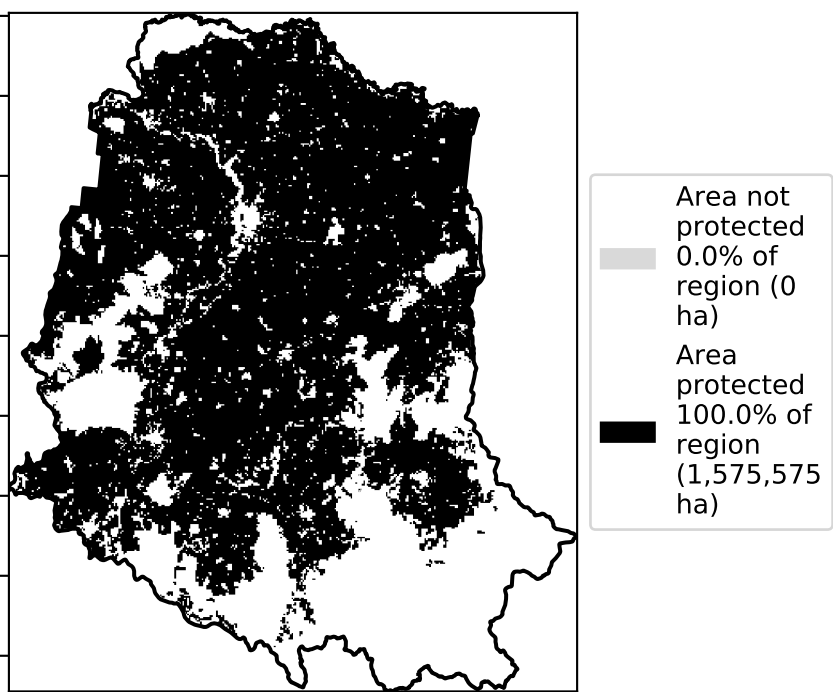 Area not
protected
0.0% of
region (0
ha)
Area
protected
100.0% of
region
(1,575,575
ha)